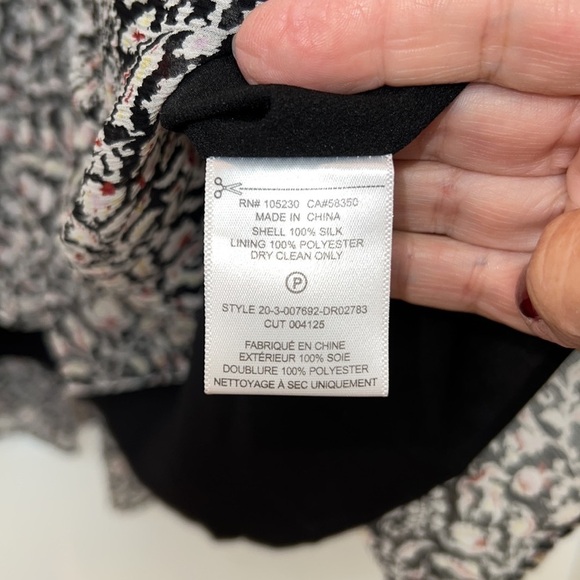 RN# 105230 CA#58350
MADE IN CHINA
SHELL 100% SILK
LINING 100% POLYESTER
DRY CLEAN ONLY
P
STYLE 20-3-007692-DR02783
CUT 004125
FABRIQUÉ EN CHINE
EXTÉRIEUR 100% SOIE
DOUBLURE 100% POLYESTER
NETTOYAGE À SEC UNIQUEMENT